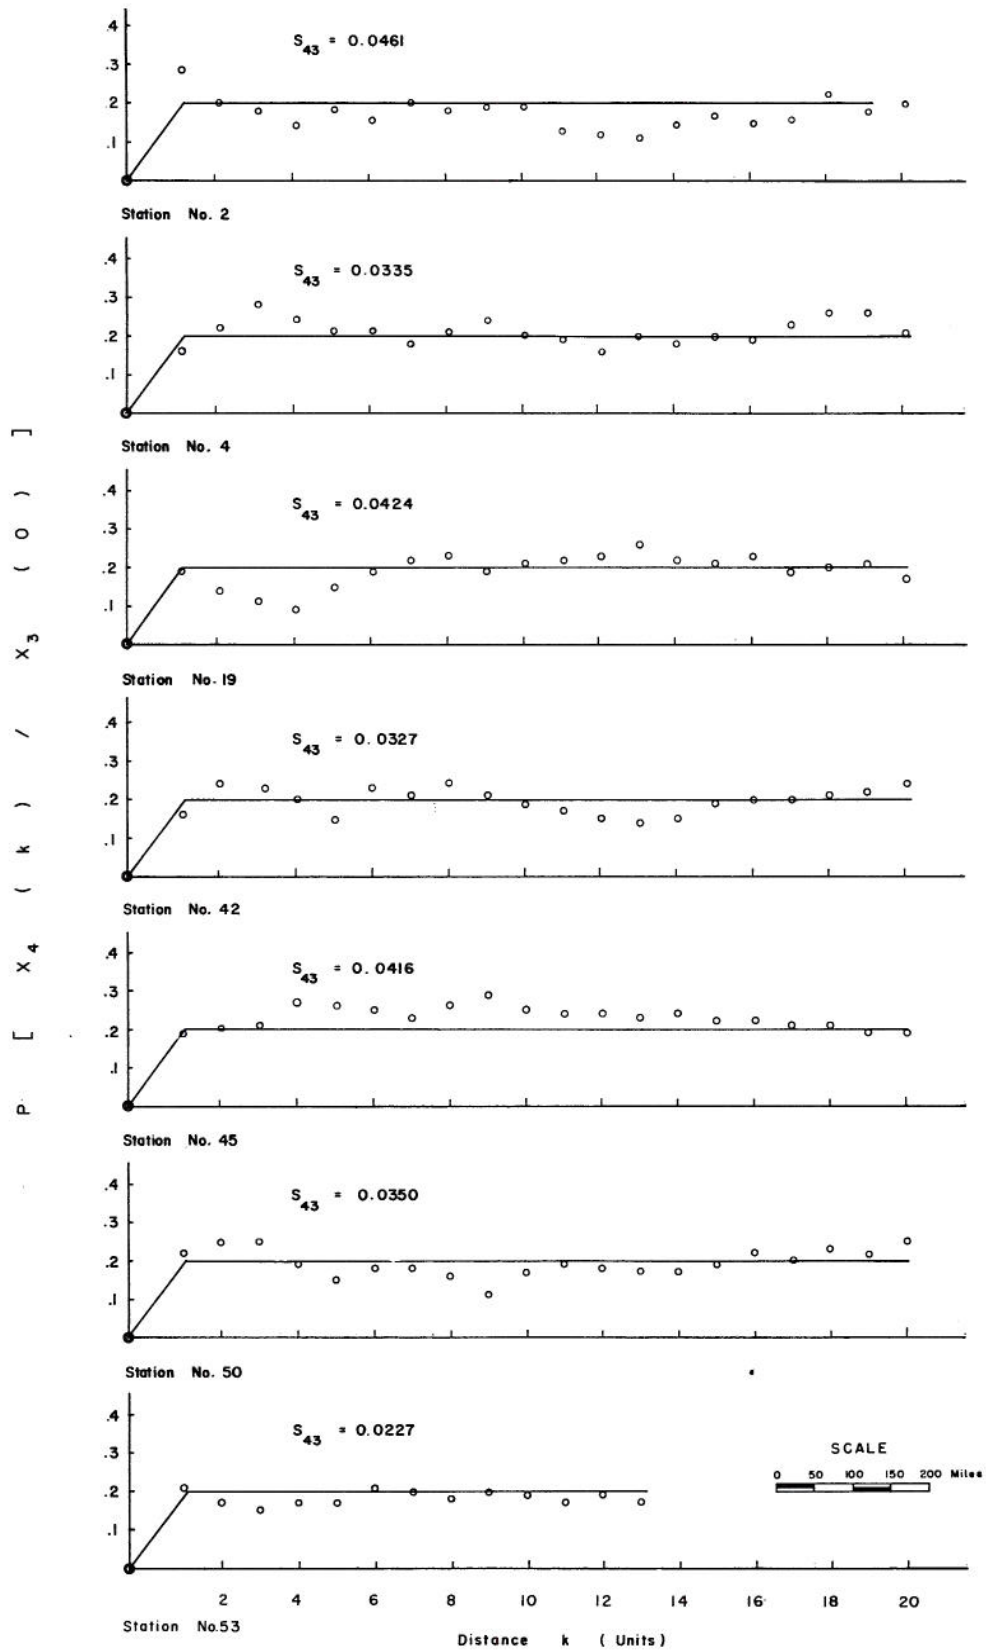 .4
.3
.2
.1
S43 = 0.0461
Station No. 2
.4
.3
.2
.1
S43 = 0.0335
Station No. 4
.4
.3
.2
.1
S43 = 0.0424
Station No. 19
.4
.3
.2
.1
S43 = 0.0327
Station No. 42
.4
.3
.2
.1
S43 = 0.0416
Station No. 45
.4
.3
.2
.1
S43 = 0.0350
Station No. 50
.4
.3
.2
.1
S43 = 0.0227
SCALE
0 50 100 150 200 Miles
2 4 6 8 10 12 14 16 18 20
Station No.53
Distance k (Units)
P [ X4 (k) / X3 (0) ]